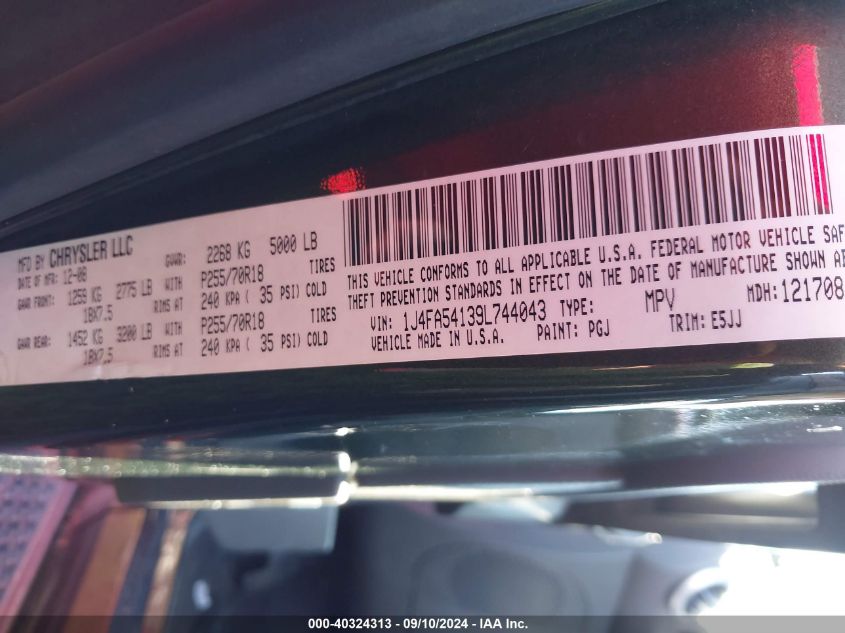 MFD BY CHRYSLER LLC
DATE OF MFR: 12-08 GVWR: 2268 KG 5000 LB
GAWR FRONT: 1259 KG 2775 LB WITH P255/70R18 TIRES
18X7.5 RIMS AT 240 KPA ( 35 PSI) COLD
GAWR REAR: 1452 KG 3200 LB WITH P255/70R18 TIRES
18X7.5 RIMS AT 240 KPA ( 35 PSI) COLD
THIS VEHICLE CONFORMS TO ALL APPLICABLE U.S.A. FEDERAL MOTOR VEHICLE SAF
THEFT PREVENTION STANDARDS IN EFFECT ON THE DATE OF MANUFACTURE SHOWN AB
VIN: 1J4FA54139L744043 TYPE: MPV MDH:121708
VEHICLE MADE IN U.S.A. PAINT: PGJ TRIM: E5JJ
000-40324313 - 09/10/2024 - IAA Inc.